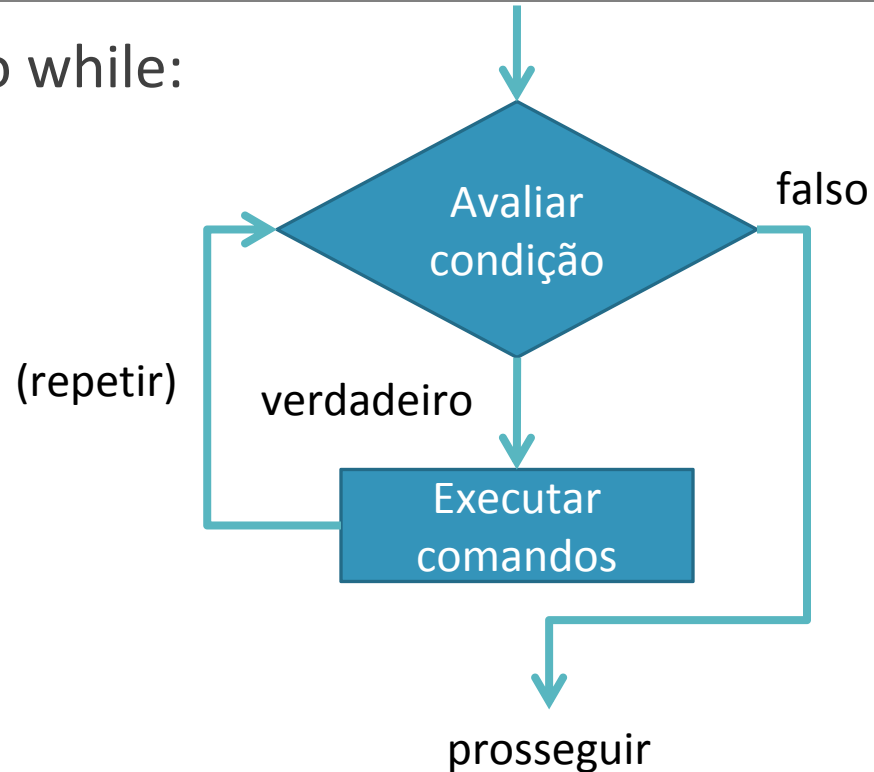 o while:
Avaliar
condição
falso
(repetir)
verdadeiro
Executar
comandos
prosseguir